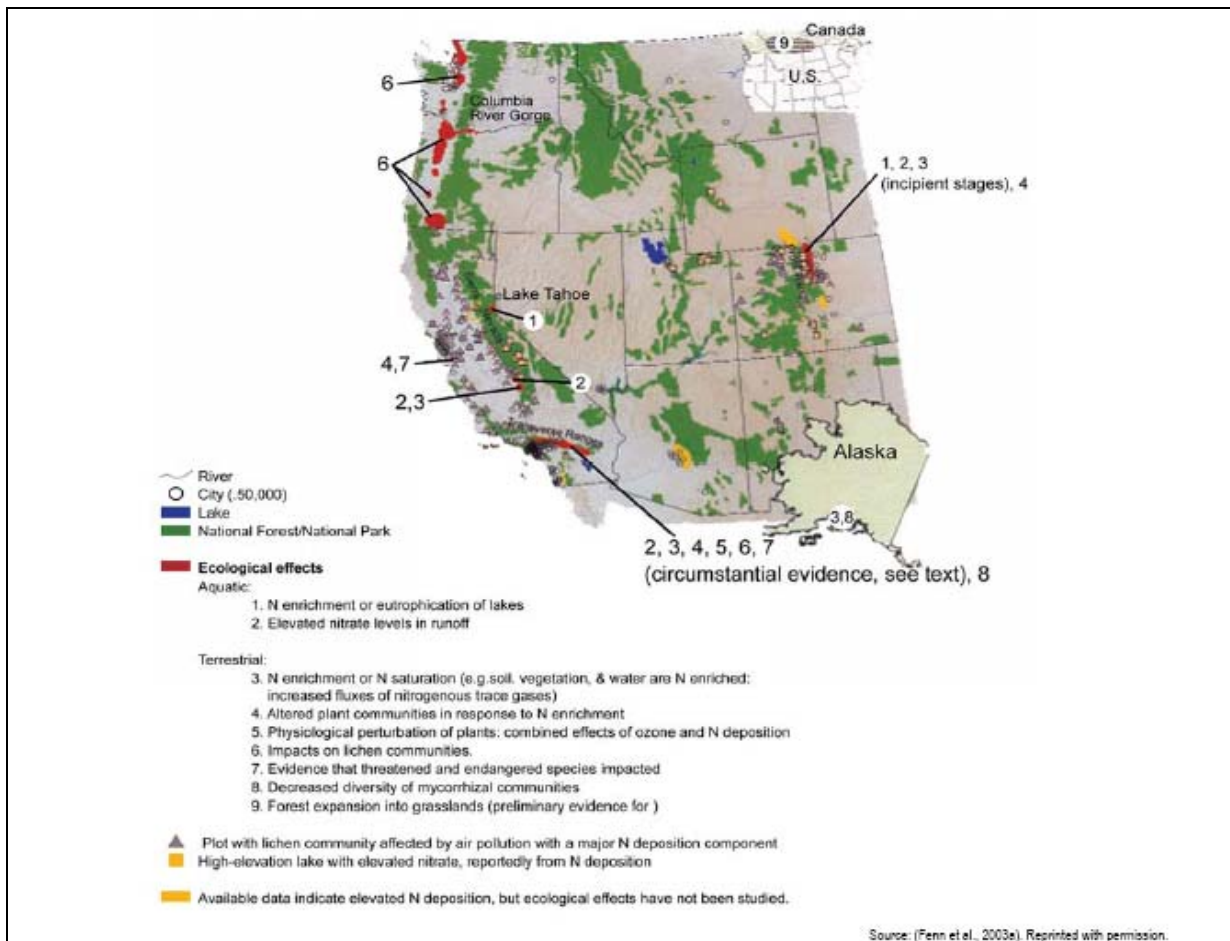 Canada
9
U.S.
6
Columbia
River Gorge
6
1, 2, 3
(incipient stages), 4
Lake Tahoe
1
4,7
2
2,3
Transverse Ranges
Alaska
3,8
2, 3, 4, 5, 6, 7
(circumstantial evidence, see text), 8
River
City (.50,000)
Lake
National Forest/National Park
Ecological effects
Aquatic:
1. N enrichment or eutrophication of lakes
2. Elevated nitrate levels in runoff
Terrestrial:
3. N enrichment or N saturation (e.g.soil. vegetation, & water are N enriched:
increased fluxes of nitrogenous trace gases)
4. Altered plant communities in response to N enrichment
5. Physiological perturbation of plants: combined effects of ozone and N deposition
6. Impacts on lichen communities.
7. Evidence that threatened and endangered species impacted
8. Decreased diversity of mycorrhizal communities
9. Forest expansion into grasslands (preliminary evidence for )
Plot with lichen community affected by air pollution with a major N deposition component
High-elevation lake with elevated nitrate, reportedly from N deposition
Available data indicate elevated N deposition, but ecological effects have not been studied.
Source: (Fenn et al., 2003a). Reprinted with permission.